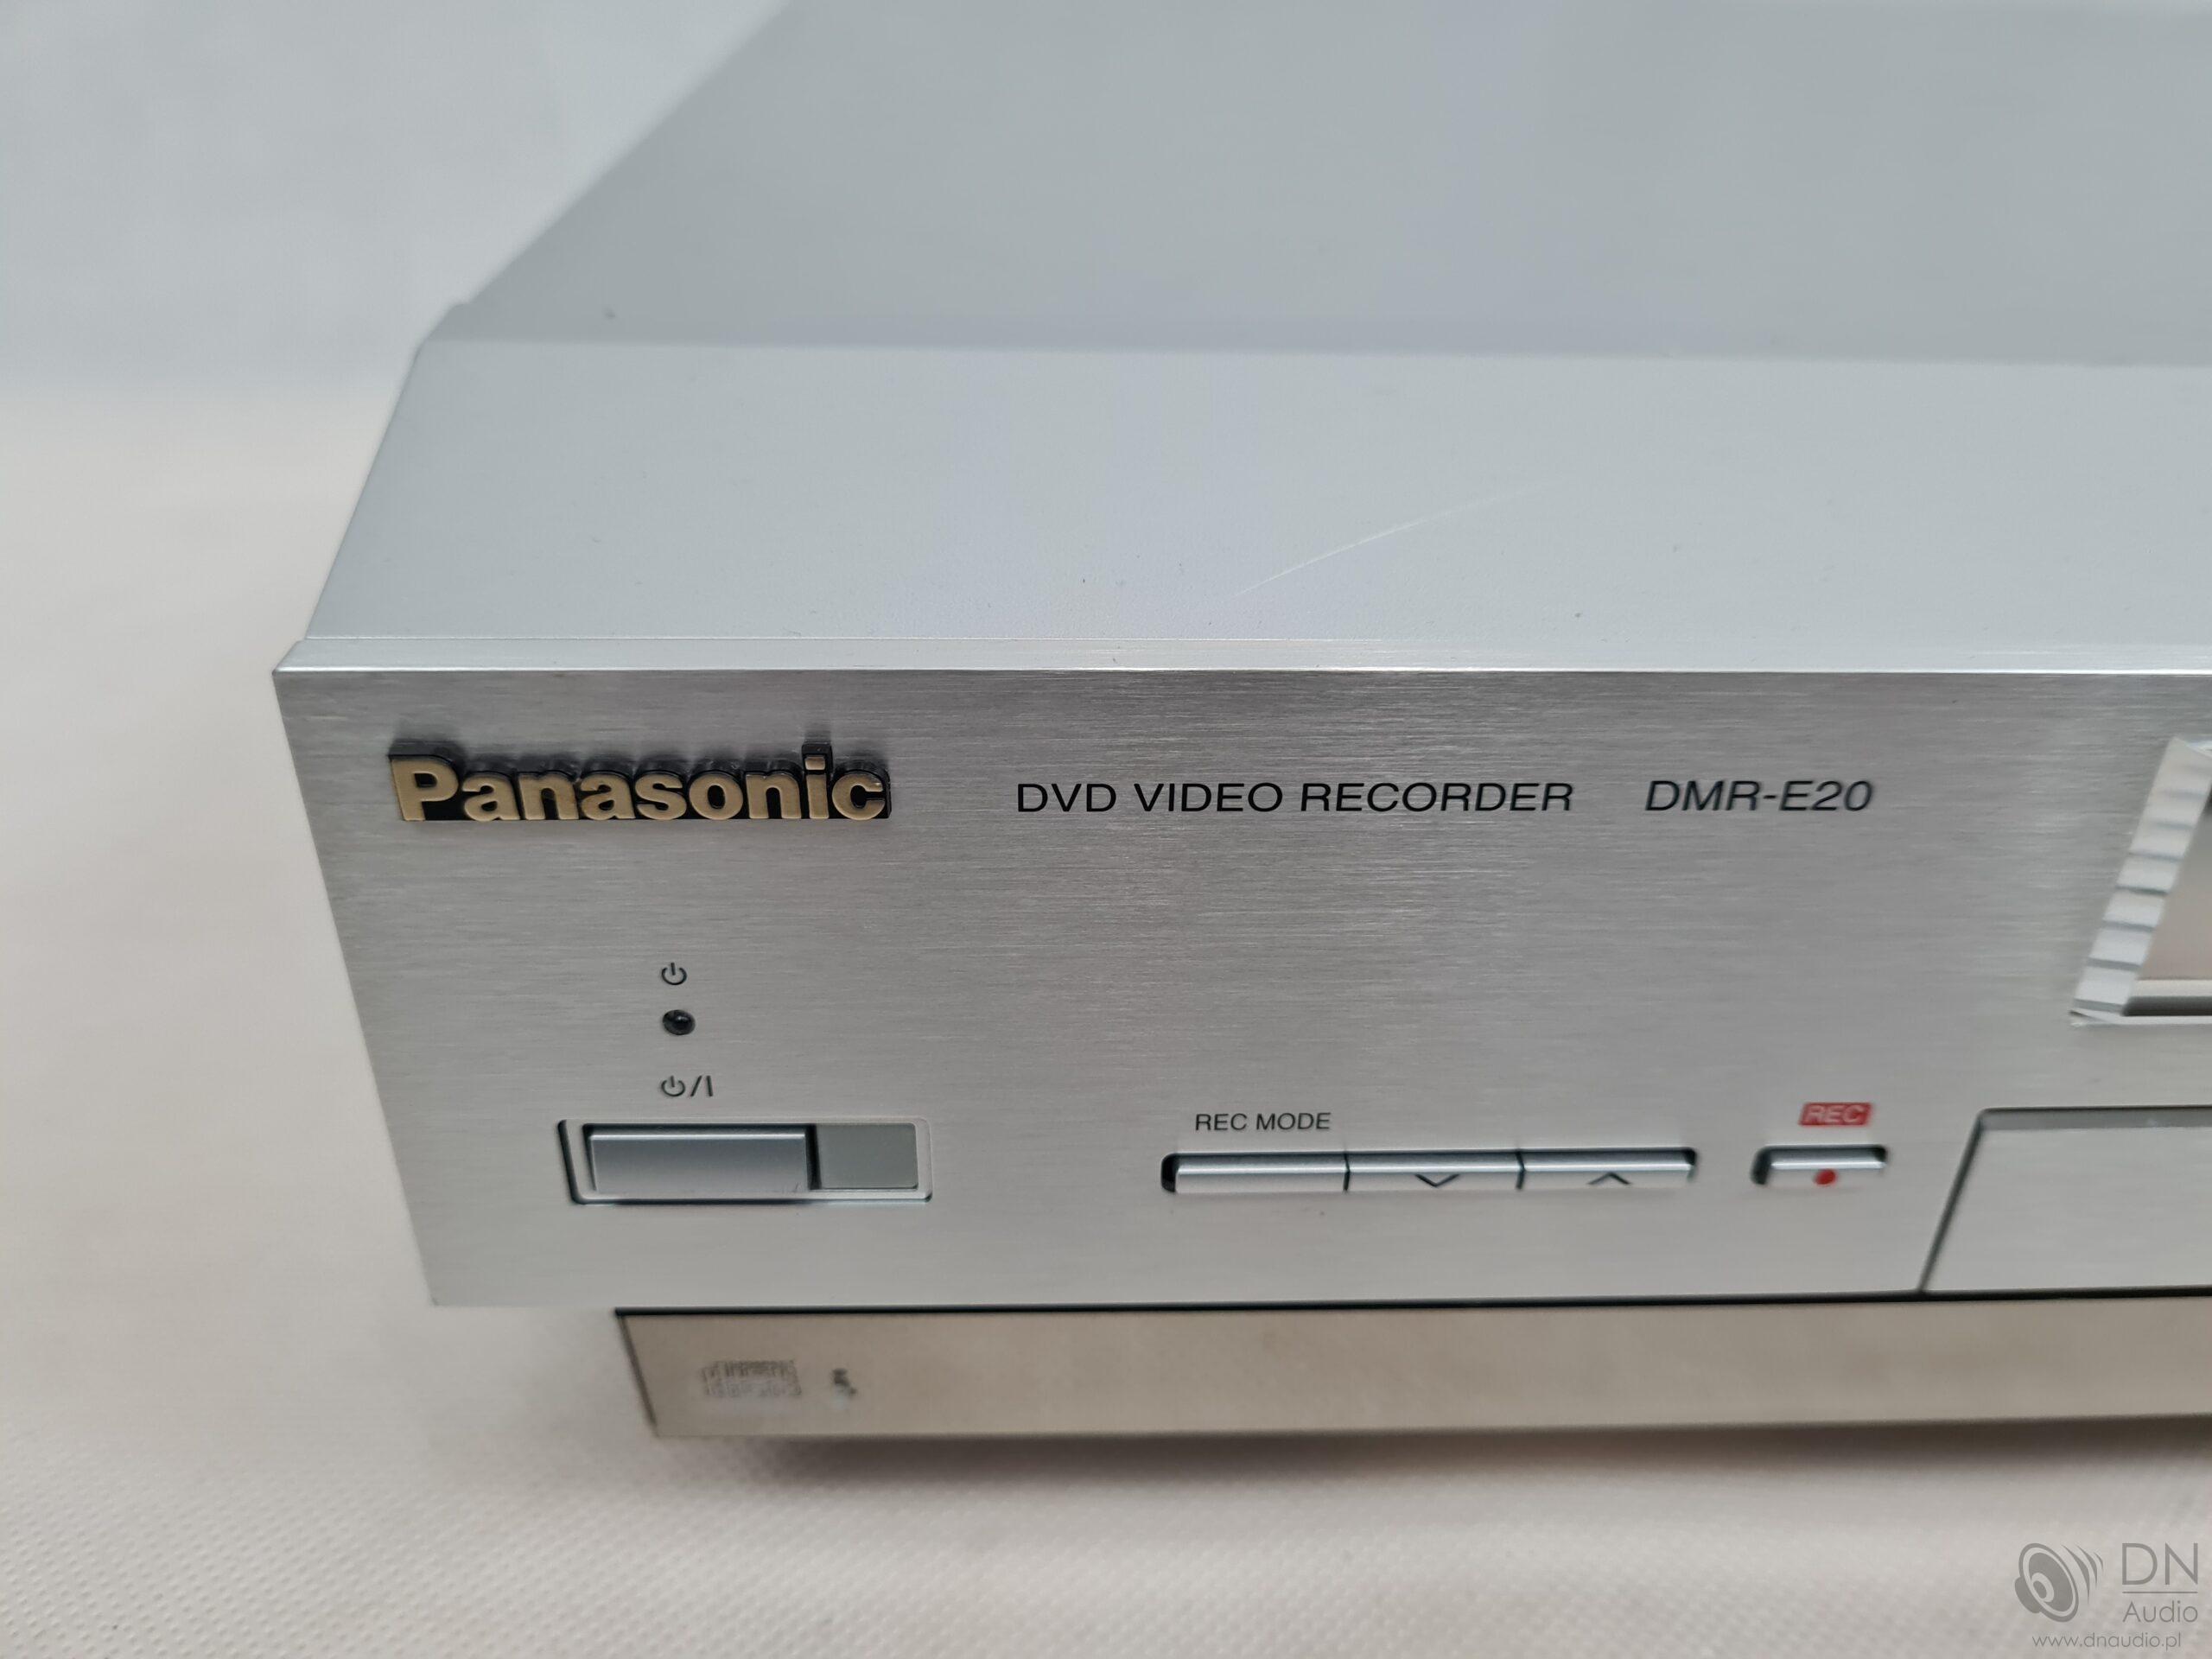 Panasonic
DVD VIDEO RECORDER DMR-E20
⏻/I
REC MODE
REC
DN
Audio
www.dnaudio.pl